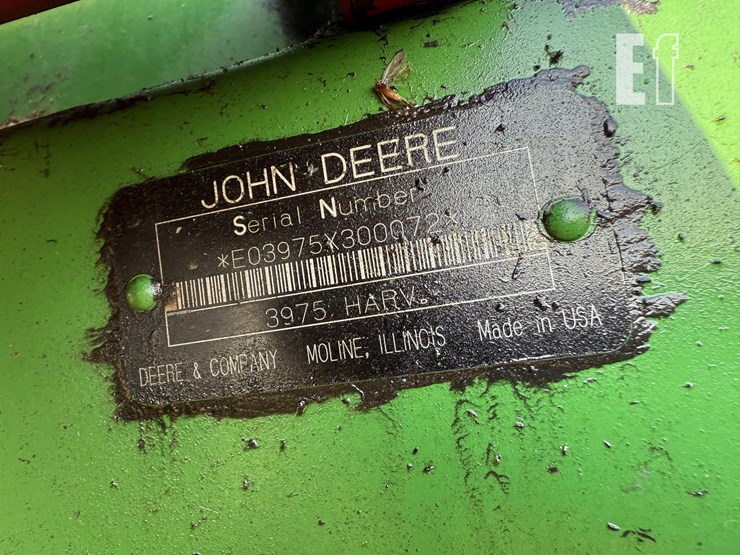 Ef
JOHN DEERE
Serial Number
*E03975X300072*
3975 HARV.
DEERE & COMPANY MOLINE, ILLINOIS Made in USA